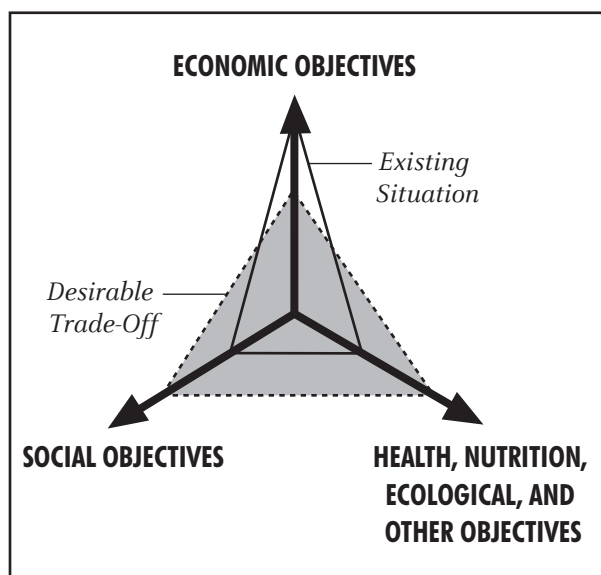 ECONOMIC OBJECTIVES
Existing
Situation
Desirable
Trade-Off
SOCIAL OBJECTIVES
HEALTH, NUTRITION,
ECOLOGICAL, AND
OTHER OBJECTIVES